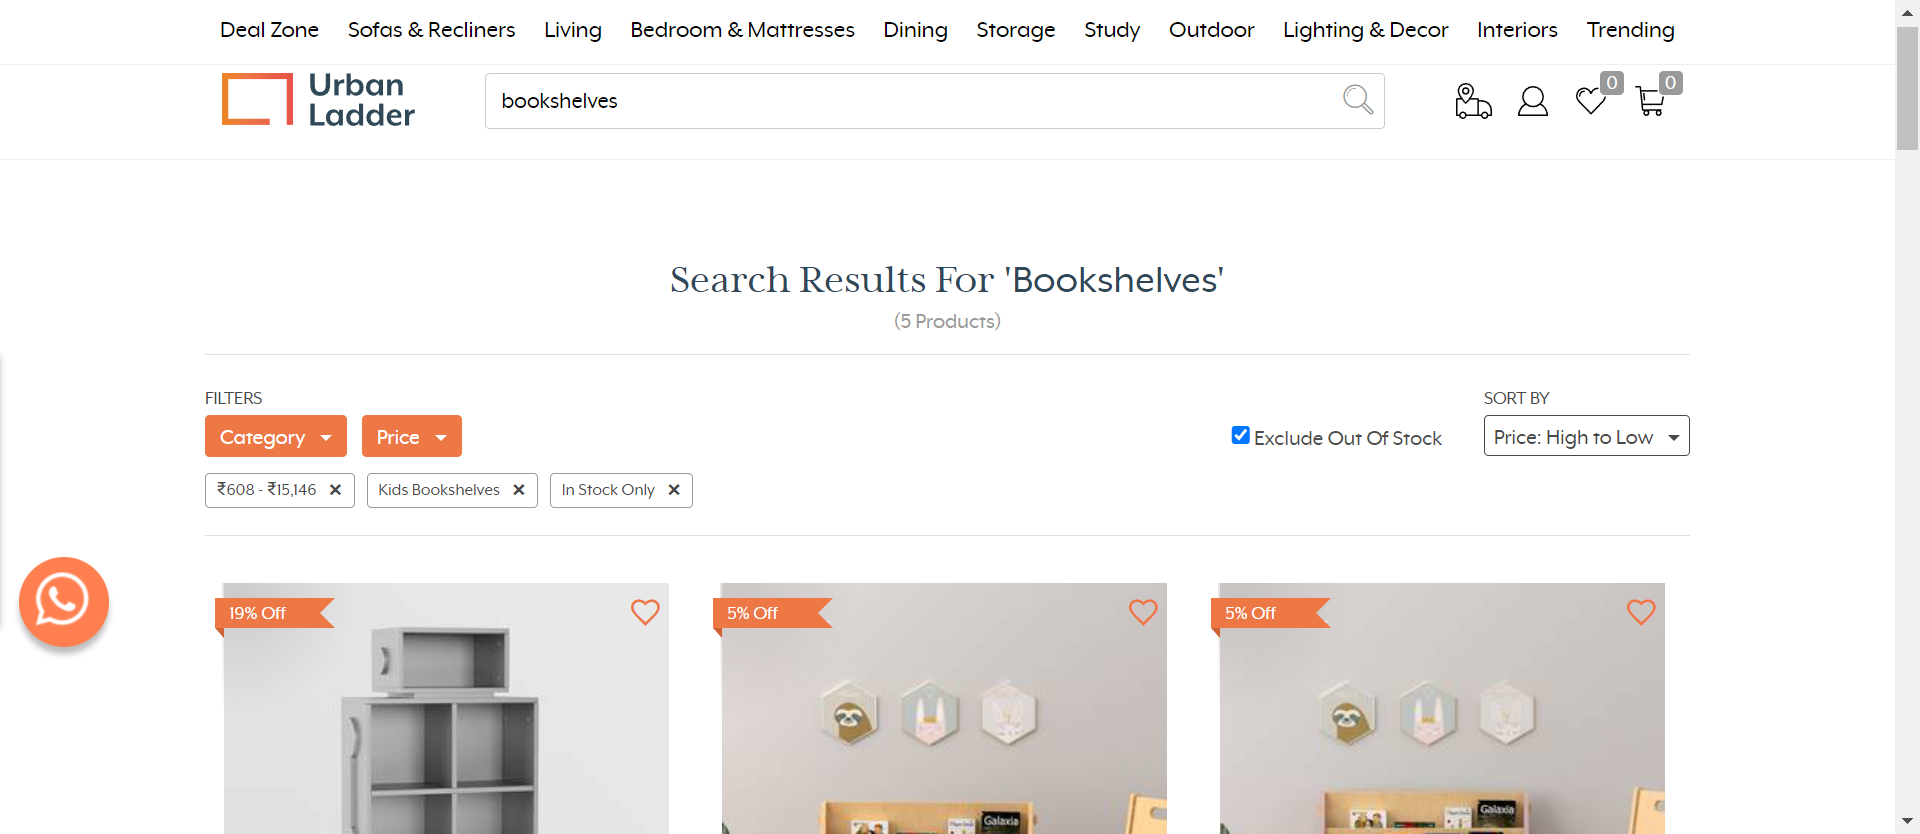 Deal Zone Sofas & Recliners Living Bedroom & Mattresses Dining Storage Study Outdoor Lighting & Decor Interiors Trending
Urban
Ladder
bookshelves
0
0
Search Results For 'Bookshelves'
(5 Products)
FILTERS
SORT BY
Category
Price
Exclude Out Of Stock
Price: High to Low
₹608 - ₹15,146 ✕
Kids Bookshelves ✕
In Stock Only ✕
19% Off
5% Off
5% Off
Galaxia
Galaxia